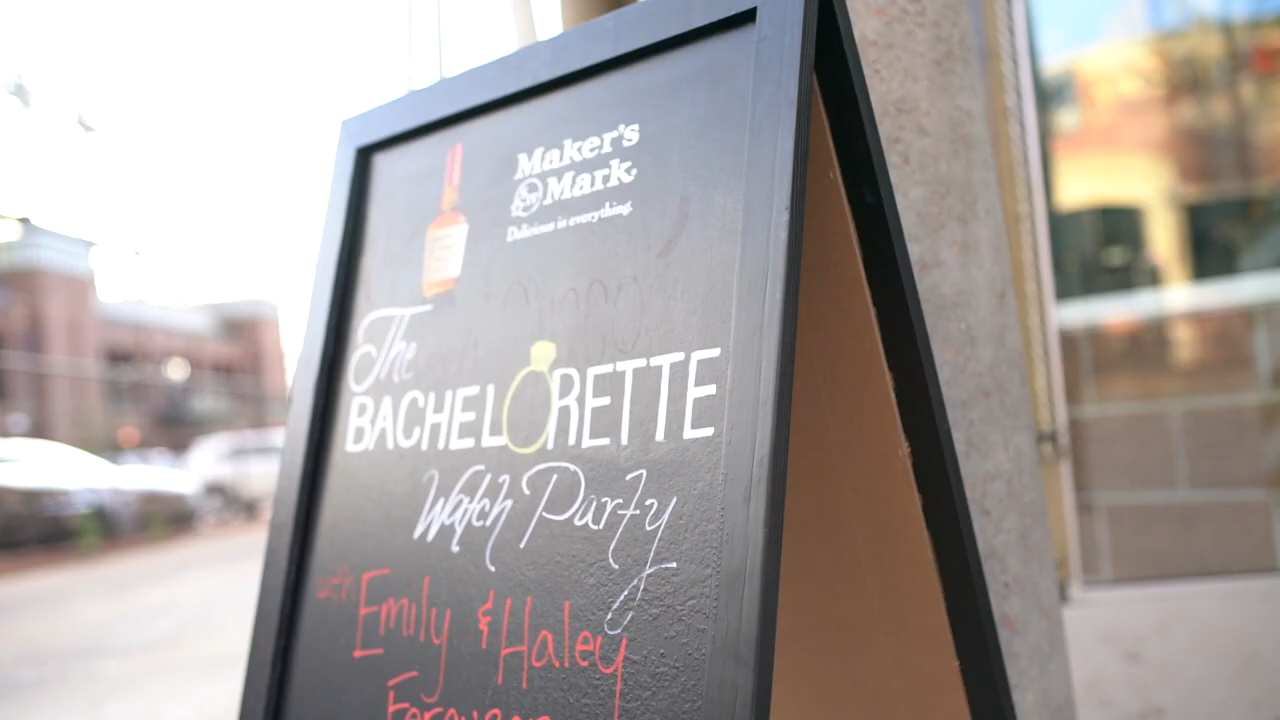 Maker's
Mark
Delicious is everything.
The
BACHELORETTE
Watch Party
with
Emily & Haley